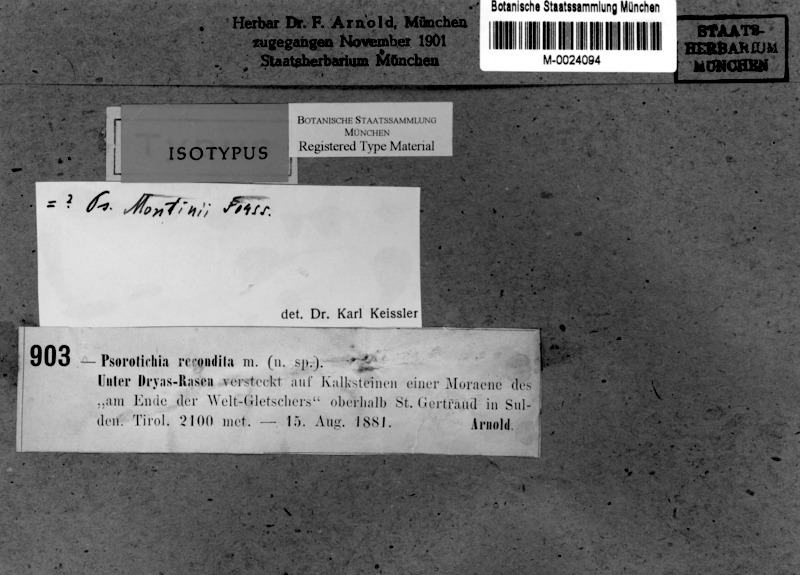 Herbar Dr. F. Arnold, München
zugegangen November 1901
Staatsherbarium München
Botanische Staatssammlung München
M-0024094
STAATS-
HERBARIUM
MÜNCHEN
ISOTYPUS
BOTANISCHE STAATSSAMMLUNG
MÜNCHEN
Registered Type Material
= ? Ps. Montinii Forss.
det. Dr. Karl Keissler
903 — Psorotichia recondita m. (n. sp.).
Unter Dryas-Rasen versteckt auf Kalksteinen einer Moraene des
„am Ende der Welt-Gletschers“ oberhalb St. Gertraud in Sul-
den. Tirol. 2100 met. — 15. Aug. 1881. Arnold.